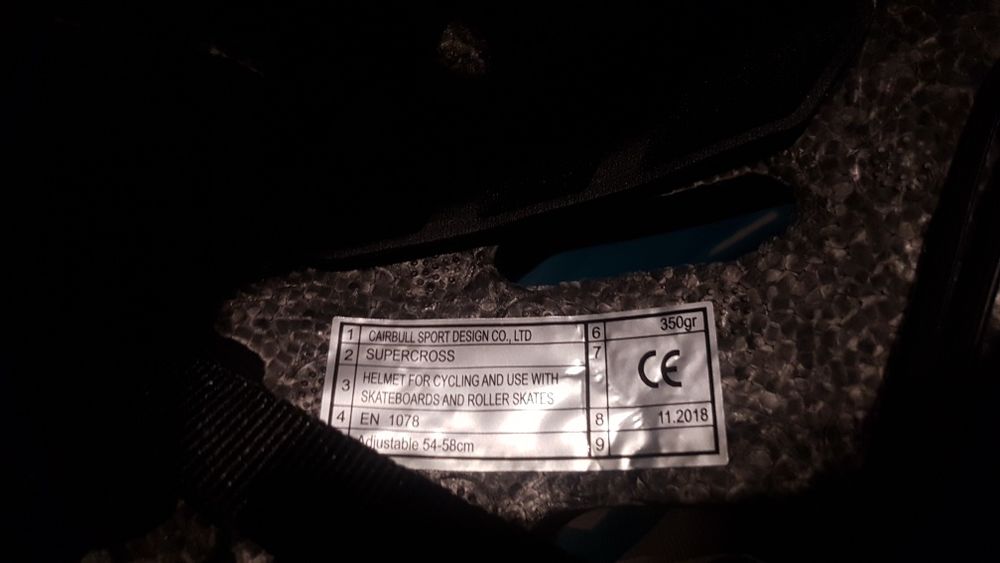 1 CAIRBULL SPORT DESIGN CO., LTD
2 SUPERCROSS
3 HELMET FOR CYCLING AND USE WITH
SKATEBOARDS AND ROLLER SKATES
4 EN 1078
Adjustable 54-58cm
6 350gr
7 CE
8 11.2018
9